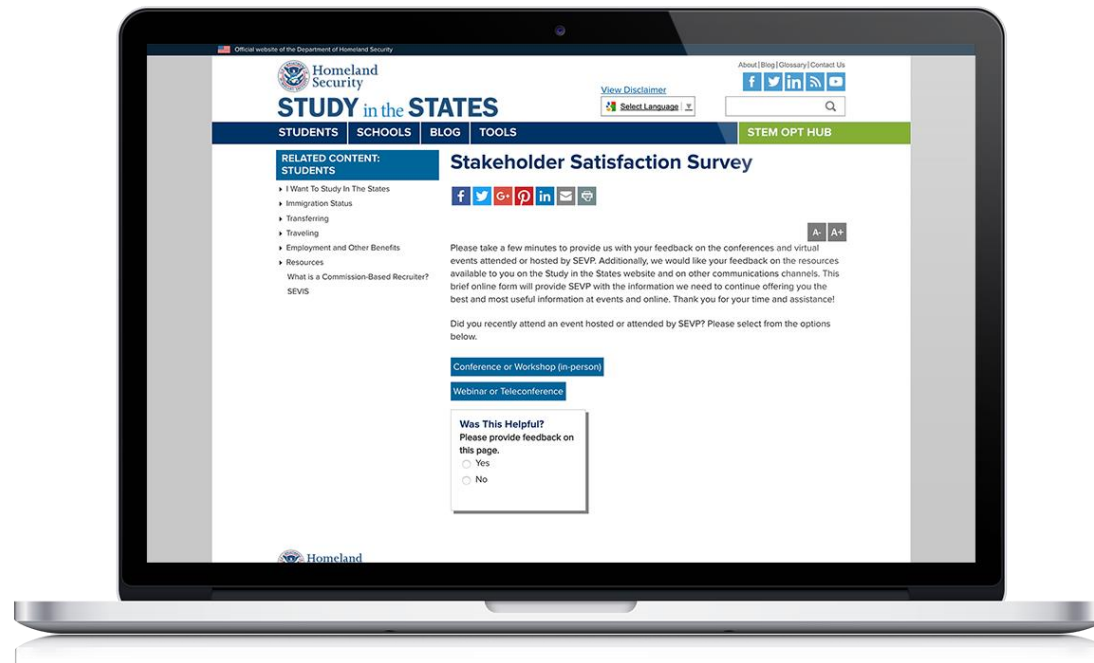 Official website of the Department of Homeland Security
Homeland
Security
STUDY in the STATES
View Disclaimer
Select Language
About | Blog | Glossary | Contact Us
STUDENTS
SCHOOLS
BLOG
TOOLS
STEM OPT HUB
RELATED CONTENT:
STUDENTS
I Want To Study In The States
Immigration Status
Transferring
Traveling
Employment and Other Benefits
Resources
What is a Commission-Based Recruiter?
SEVIS
Stakeholder Satisfaction Survey
A- A+
Please take a few minutes to provide us with your feedback on the conferences and virtual
events attended or hosted by SEVP. Additionally, we would like your feedback on the resources
available to you on the Study in the States website and on other communications channels. This
brief online form will provide SEVP with the information we need to continue offering you the
best and most useful information at events and online. Thank you for your time and assistance!
Did you recently attend an event hosted or attended by SEVP? Please select from the options
below.
Conference or Workshop (in-person)
Webinar or Teleconference
Was This Helpful?
Please provide feedback on
this page.
Yes
No
Homeland